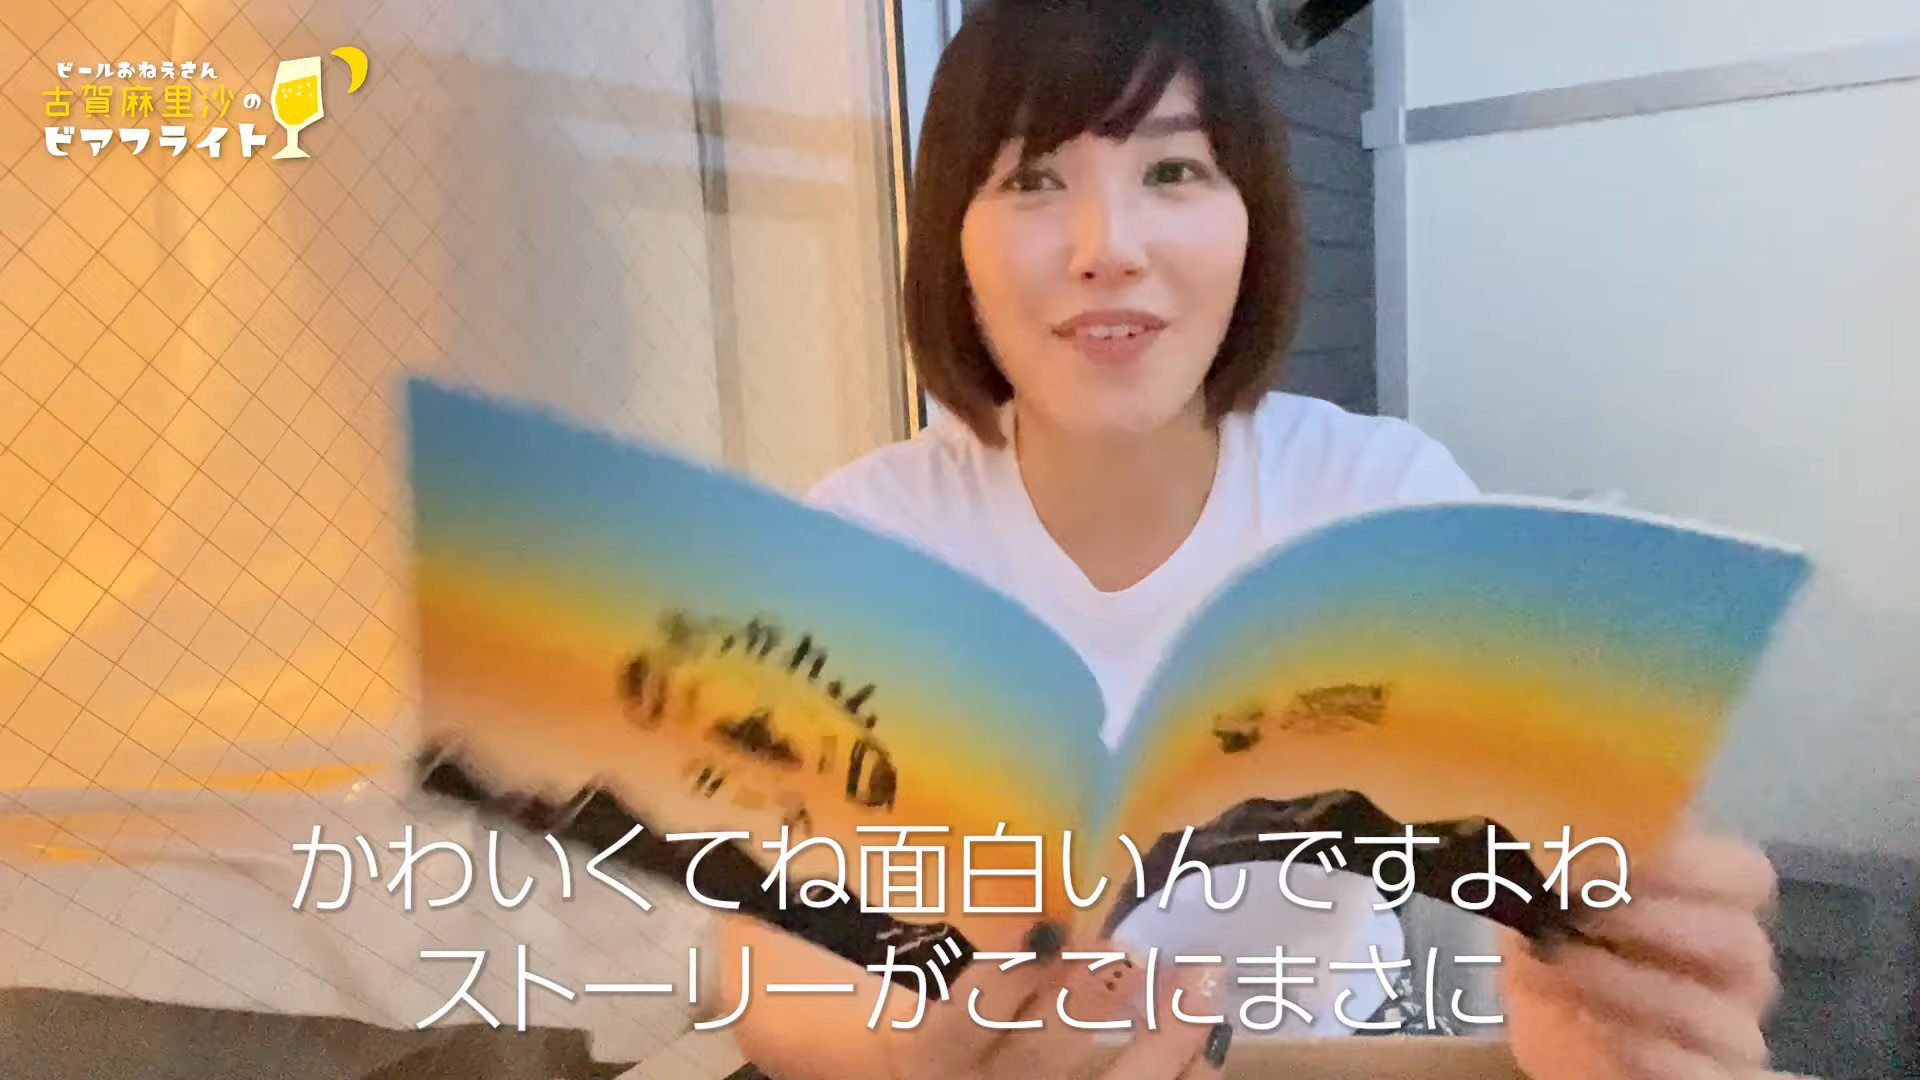 ビールおねえさん
古賀麻里沙の
ビアフライト
かわいくてね面白いんですよね
ストーリーがここにまさに